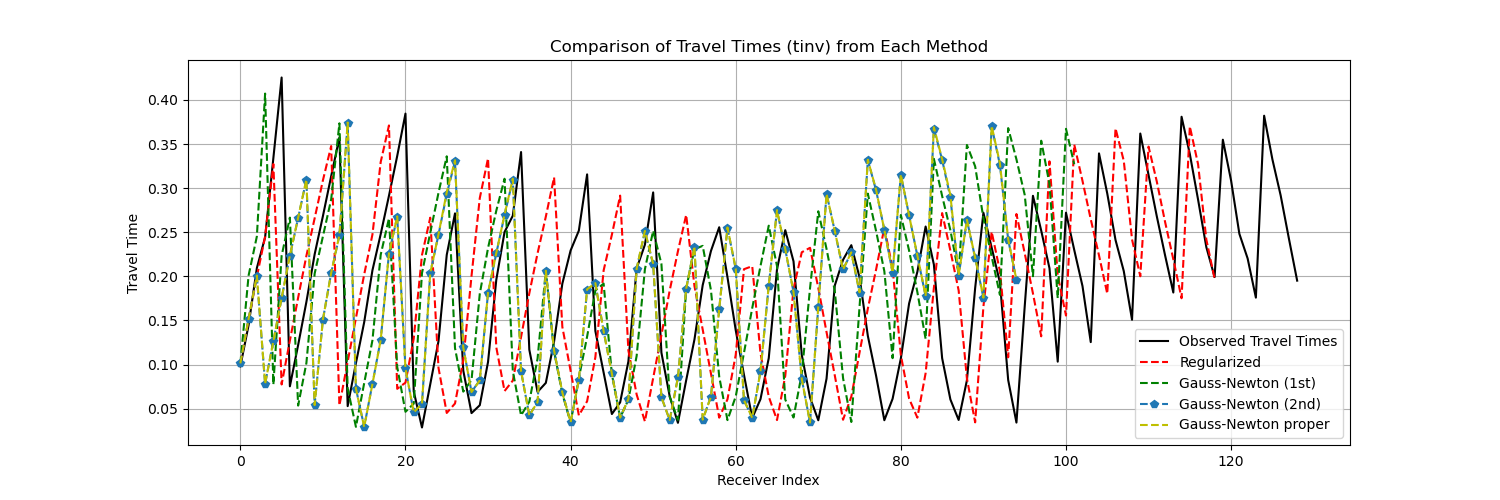 Comparison of Travel Times (tinv) from Each Method
Travel Time
0.40
0.35
0.30
0.25
0.20
0.15
0.10
0.05
0 20 40 60 80 100 120
Receiver Index
Observed Travel Times
Regularized
Gauss-Newton (1st)
Gauss-Newton (2nd)
Gauss-Newton proper